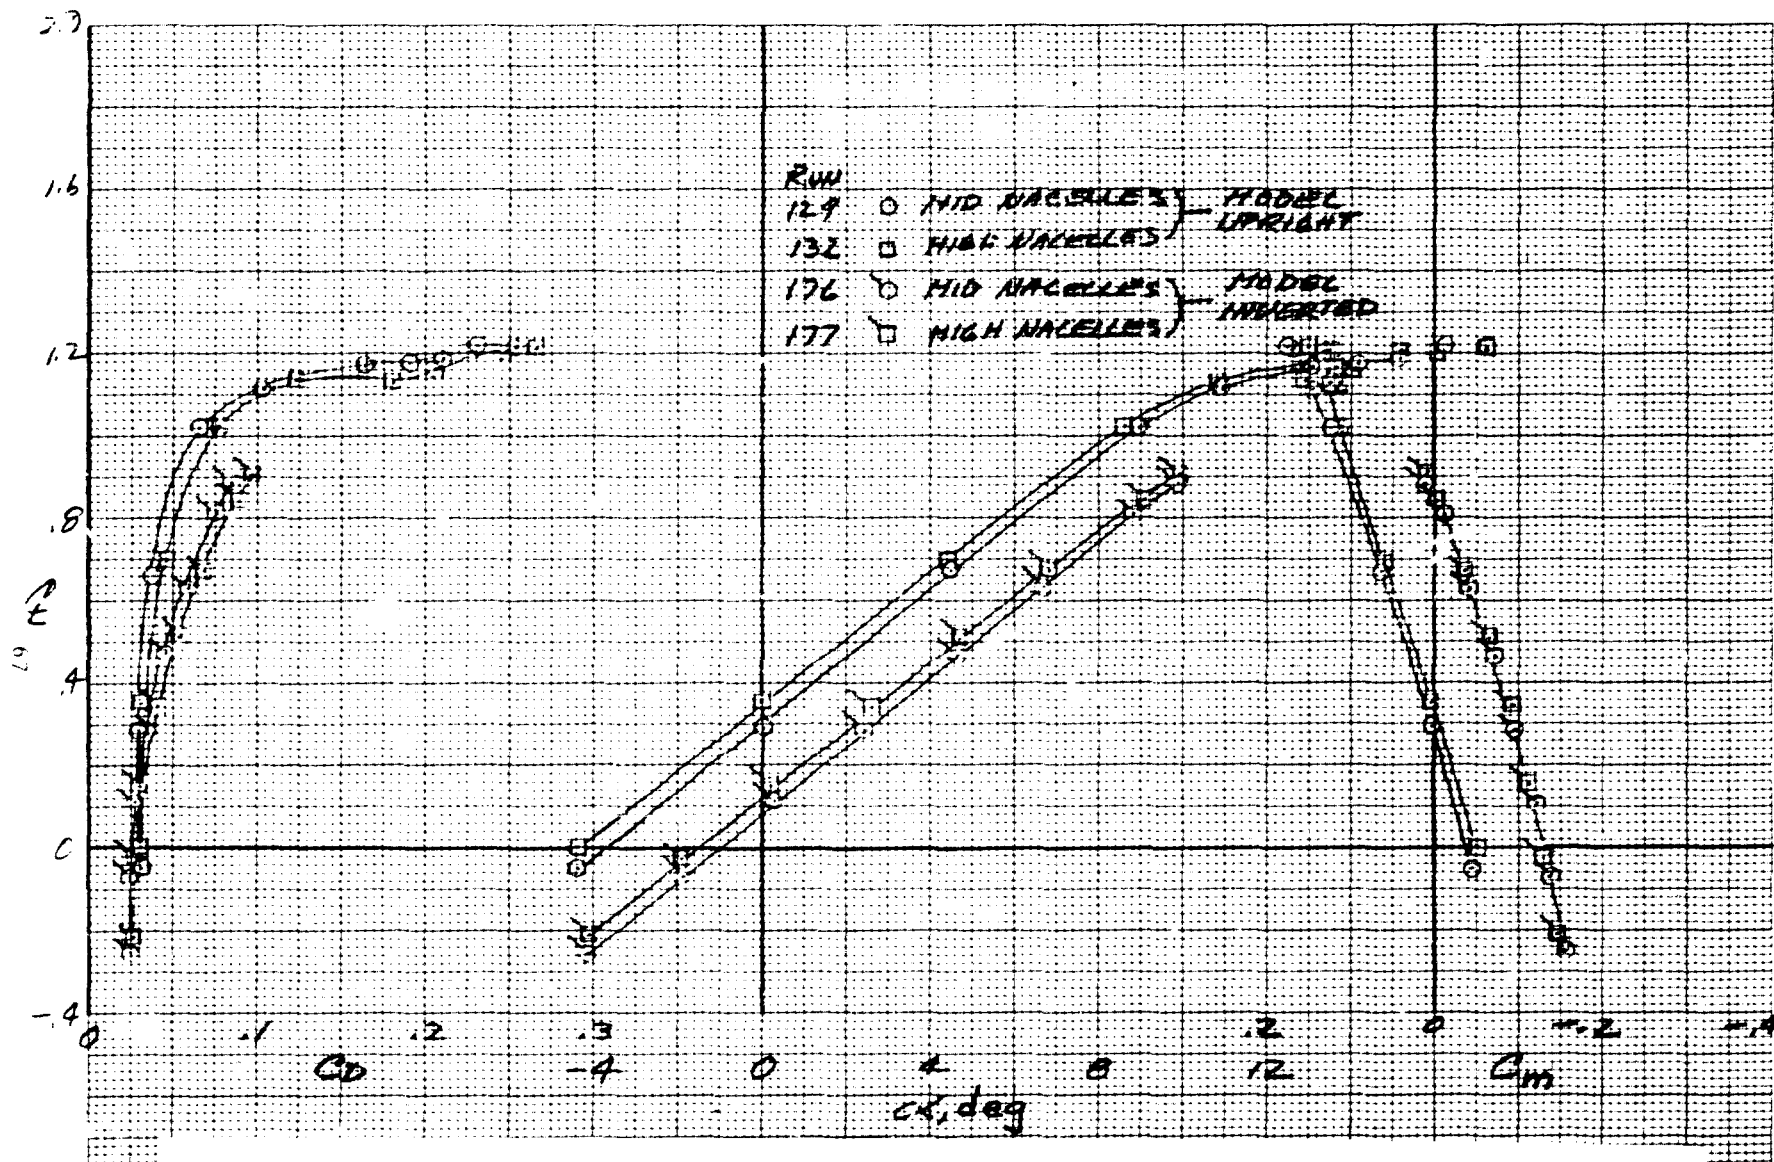 2.0
1.6
1.2
.8
.4
0
-.4
RUN
124 MID NACELLES
132 HIGH NACELLES
MODEL UPRIGHT
176 MID NACELLES
177 HIGH NACELLES
MODEL INVERTED
67
0 .1 .2 .3 .2 0 -.2 -.4
CD -4 0 4 8 12 Cm
α, deg